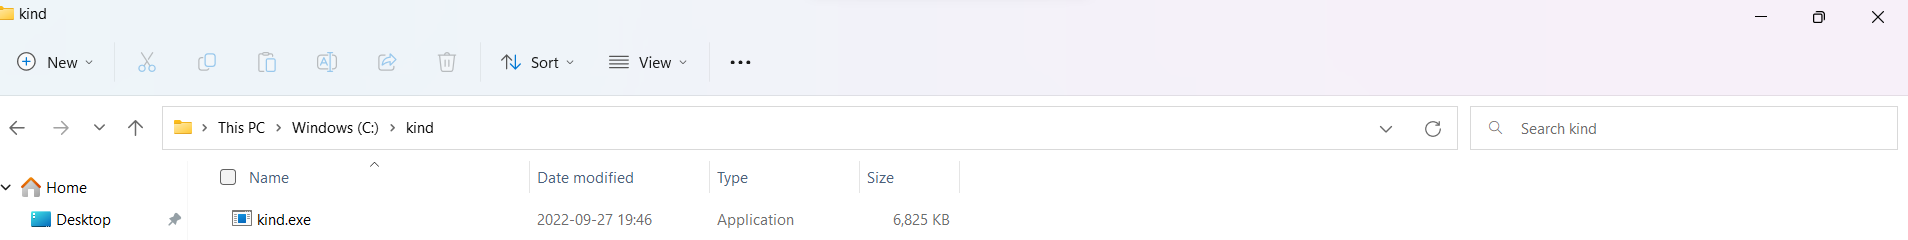 kind
New Sort View
This PC Windows (C:) kind Search kind
Name Date modified Type Size
Home
Desktop
kind.exe 2022-09-27 19:46 Application 6,825 KB